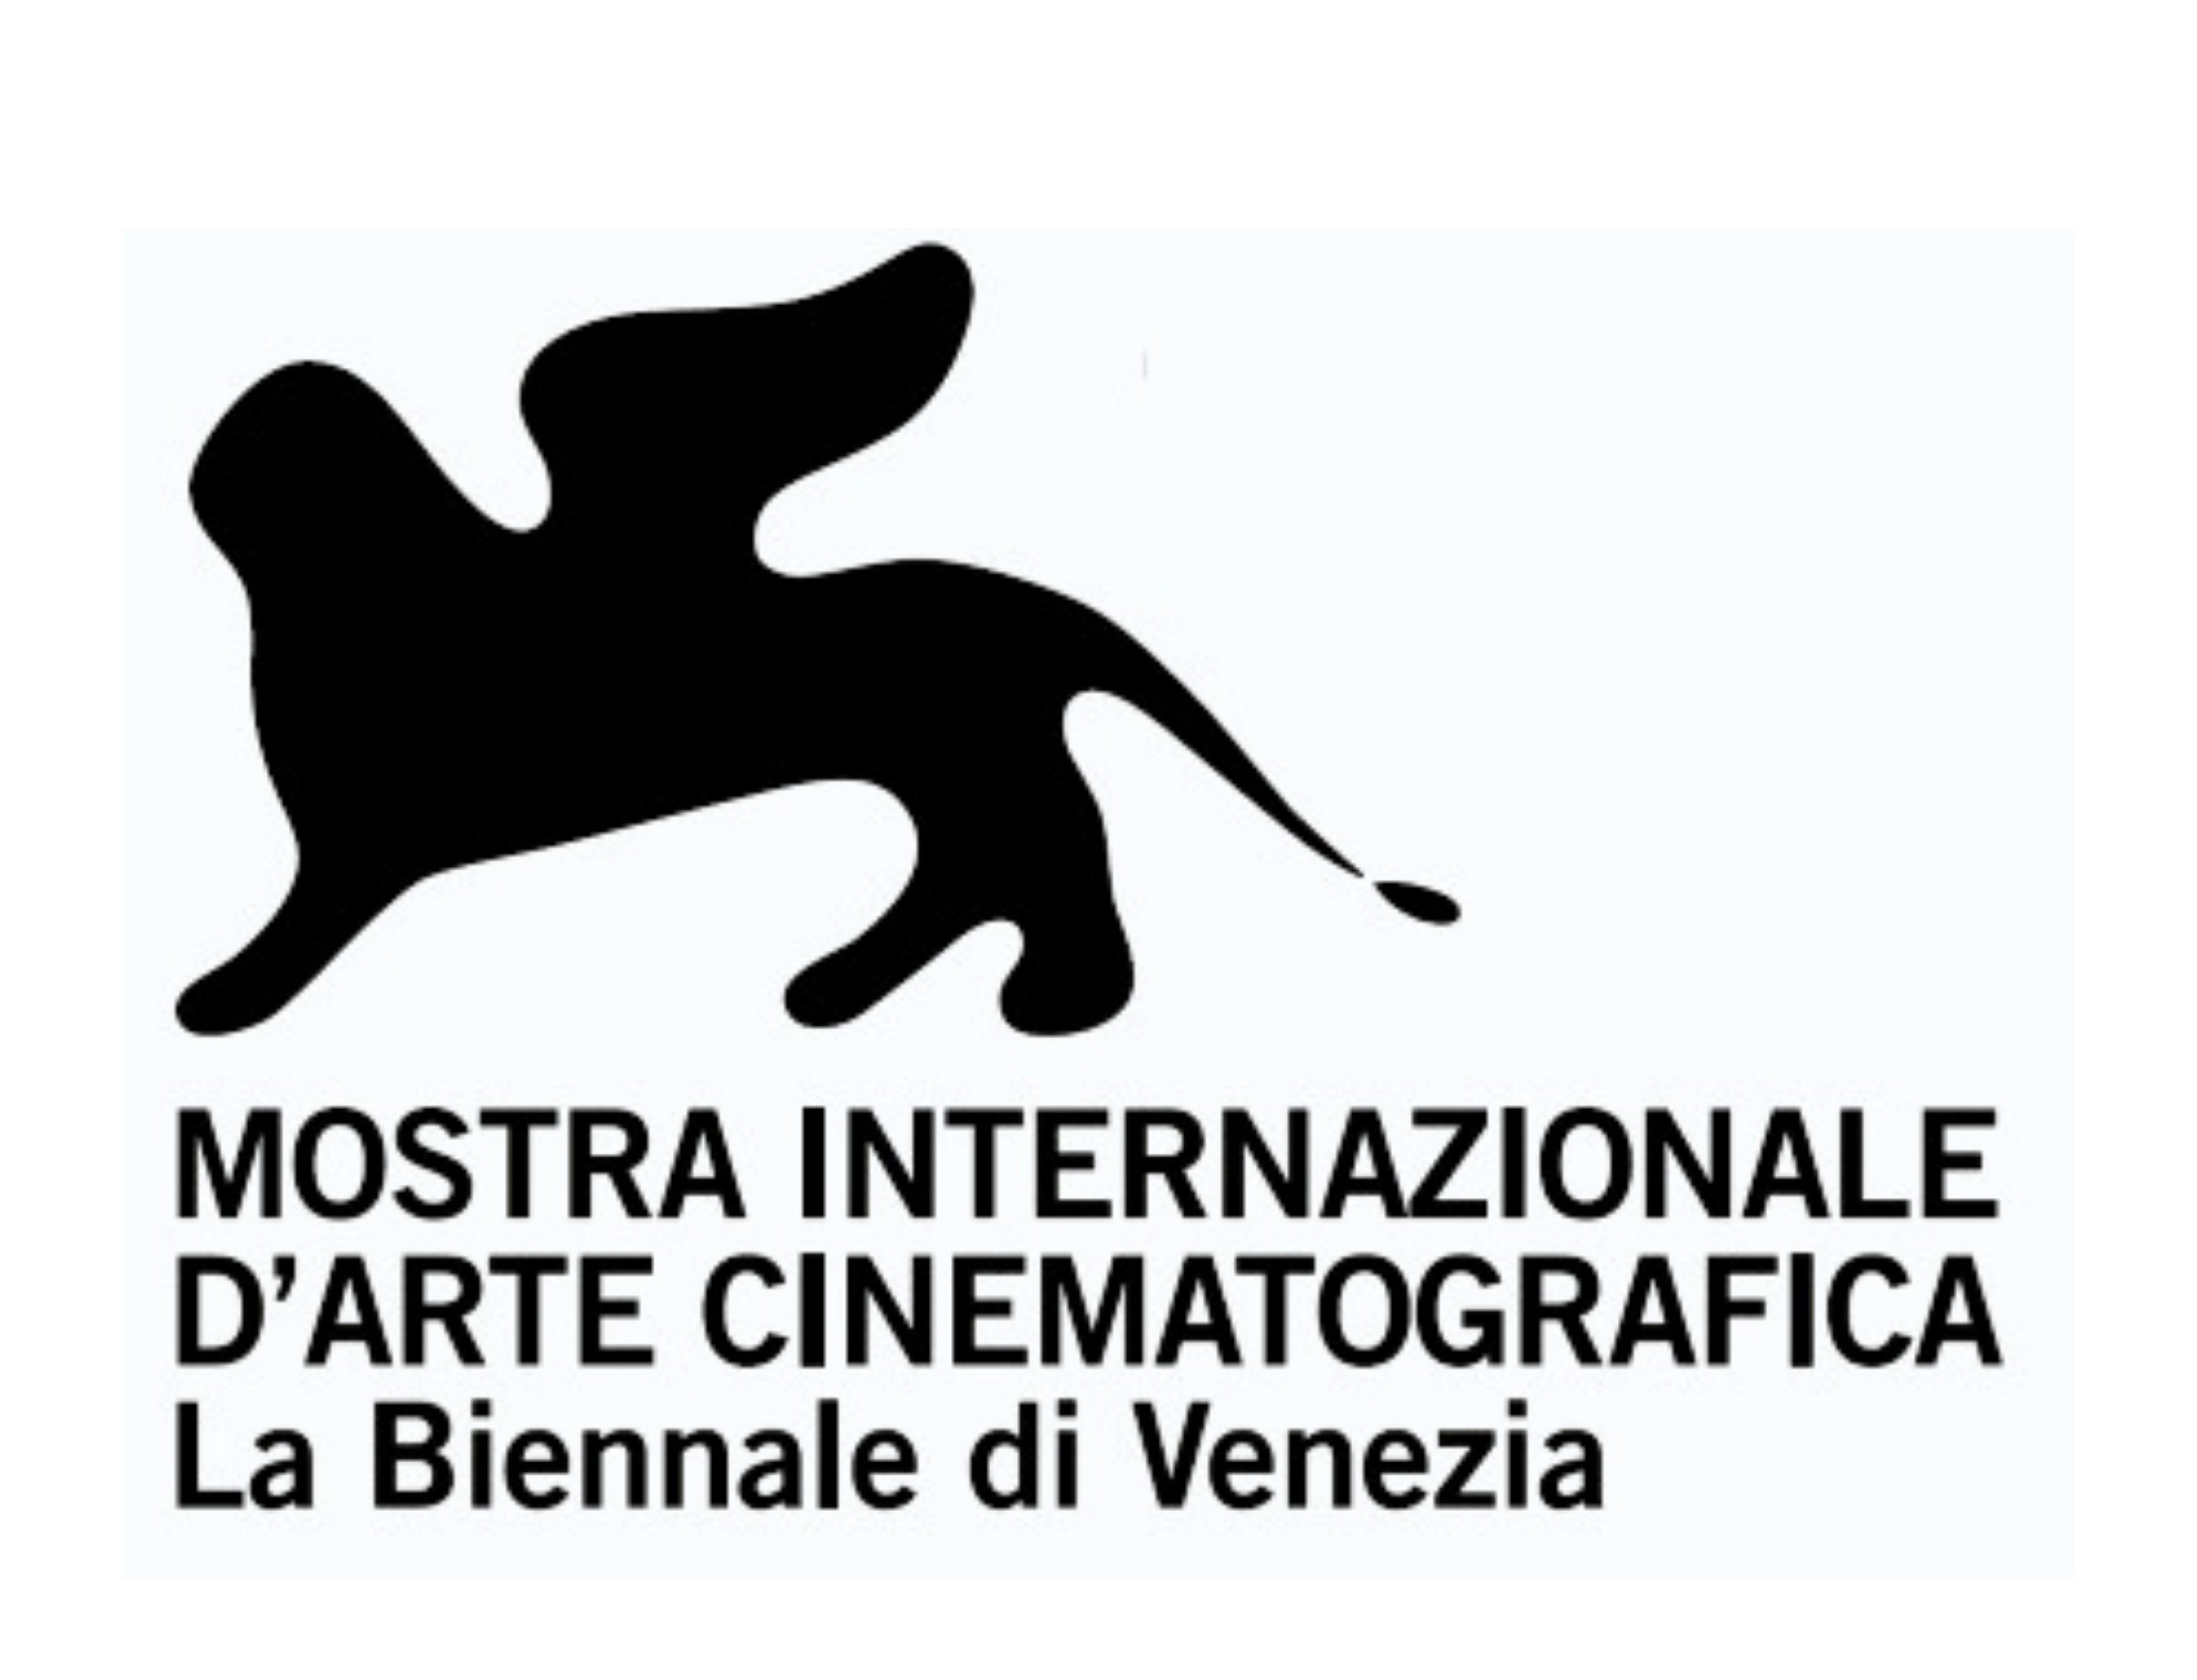 MOSTRA INTERNAZIONALE
D’ARTE CINEMATOGRAFICA
La Biennale di Venezia